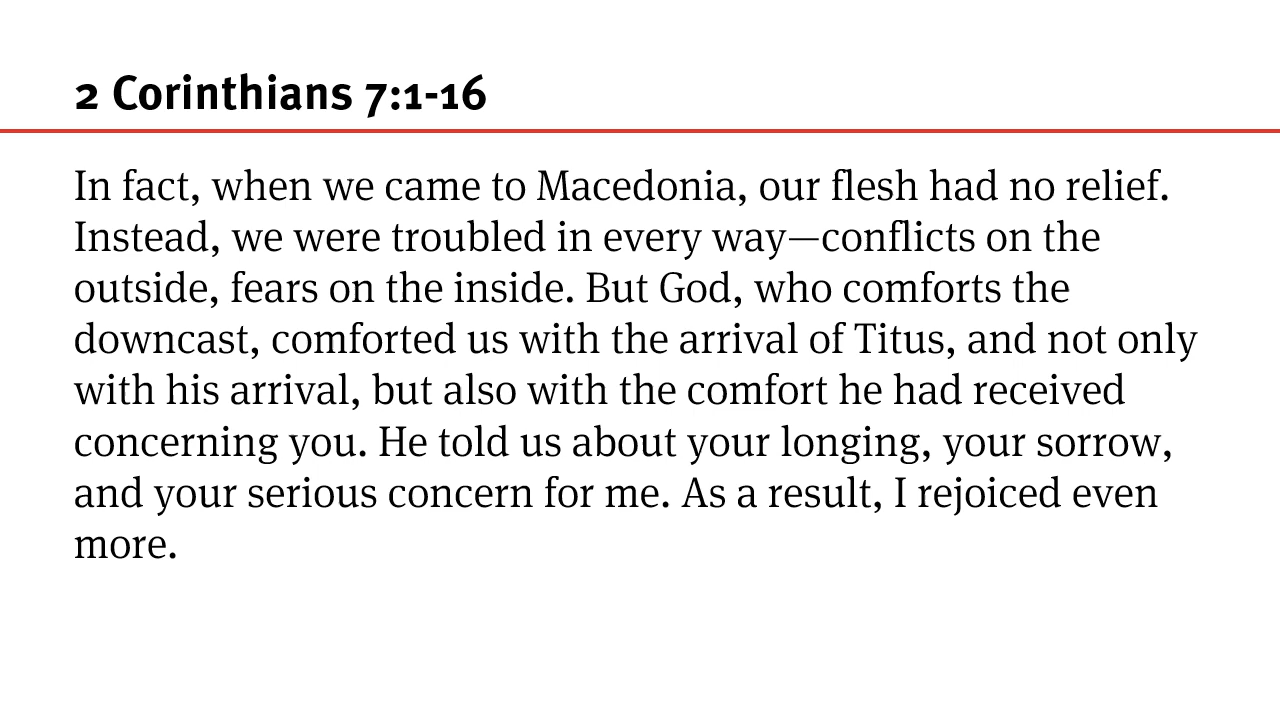 2 Corinthians 7:1-16
In fact, when we came to Macedonia, our flesh had no relief.
Instead, we were troubled in every way—conflicts on the
outside, fears on the inside. But God, who comforts the
downcast, comforted us with the arrival of Titus, and not only
with his arrival, but also with the comfort he had received
concerning you. He told us about your longing, your sorrow,
and your serious concern for me. As a result, I rejoiced even
more.